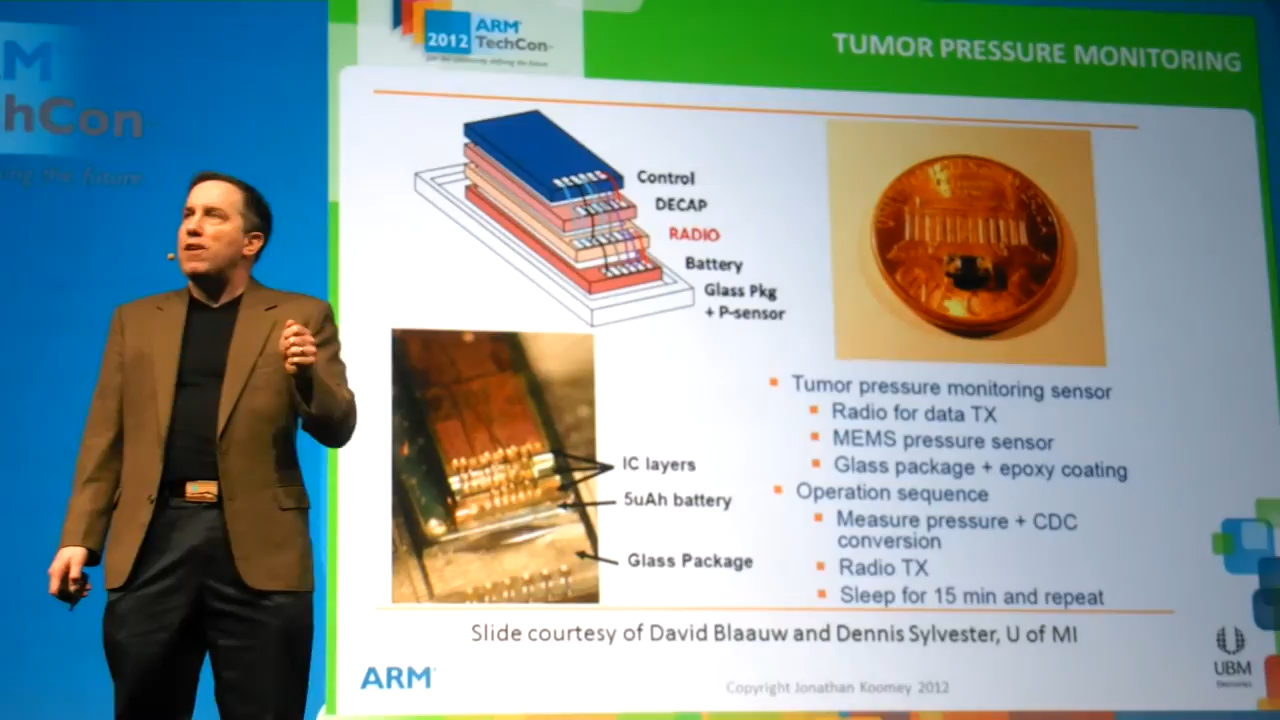 M
hCon
ing the future
2012
ARM
TechCon
TUMOR PRESSURE MONITORING
Control
DECAP
RADIO
Battery
Glass Pkg
+ P-sensor
IC layers
5uAh battery
Glass Package
Tumor pressure monitoring sensor
Radio for data TX
MEMS pressure sensor
Glass package + epoxy coating
Operation sequence
Measure pressure + CDC
conversion
Radio TX
Sleep for 15 min and repeat
Slide courtesy of David Blaauw and Dennis Sylvester, U of MI
ARM
Copyright Jonathan Koomey 2012
UBM